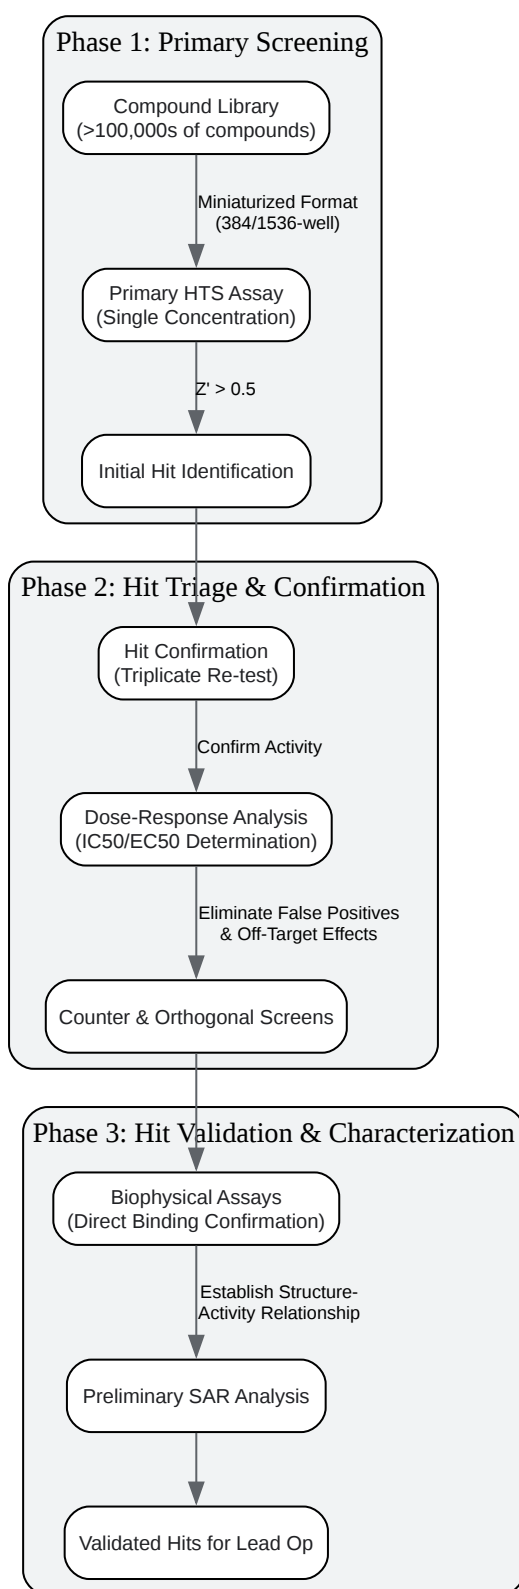 Phase 1: Primary Screening
Compound Library
(>100,000s of compounds)
Miniaturized Format
(384/1536-well)
Primary HTS Assay
(Single Concentration)
Z' > 0.5
Initial Hit Identification
Phase 2: Hit Triage & Confirmation
Hit Confirmation
(Triplicate Re-test)
Confirm Activity
Dose-Response Analysis
(IC50/EC50 Determination)
Eliminate False Positives
& Off-Target Effects
Counter & Orthogonal Screens
Phase 3: Hit Validation & Characterization
Biophysical Assays
(Direct Binding Confirmation)
Establish Structure-
Activity Relationship
Preliminary SAR Analysis
Validated Hits for Lead Op